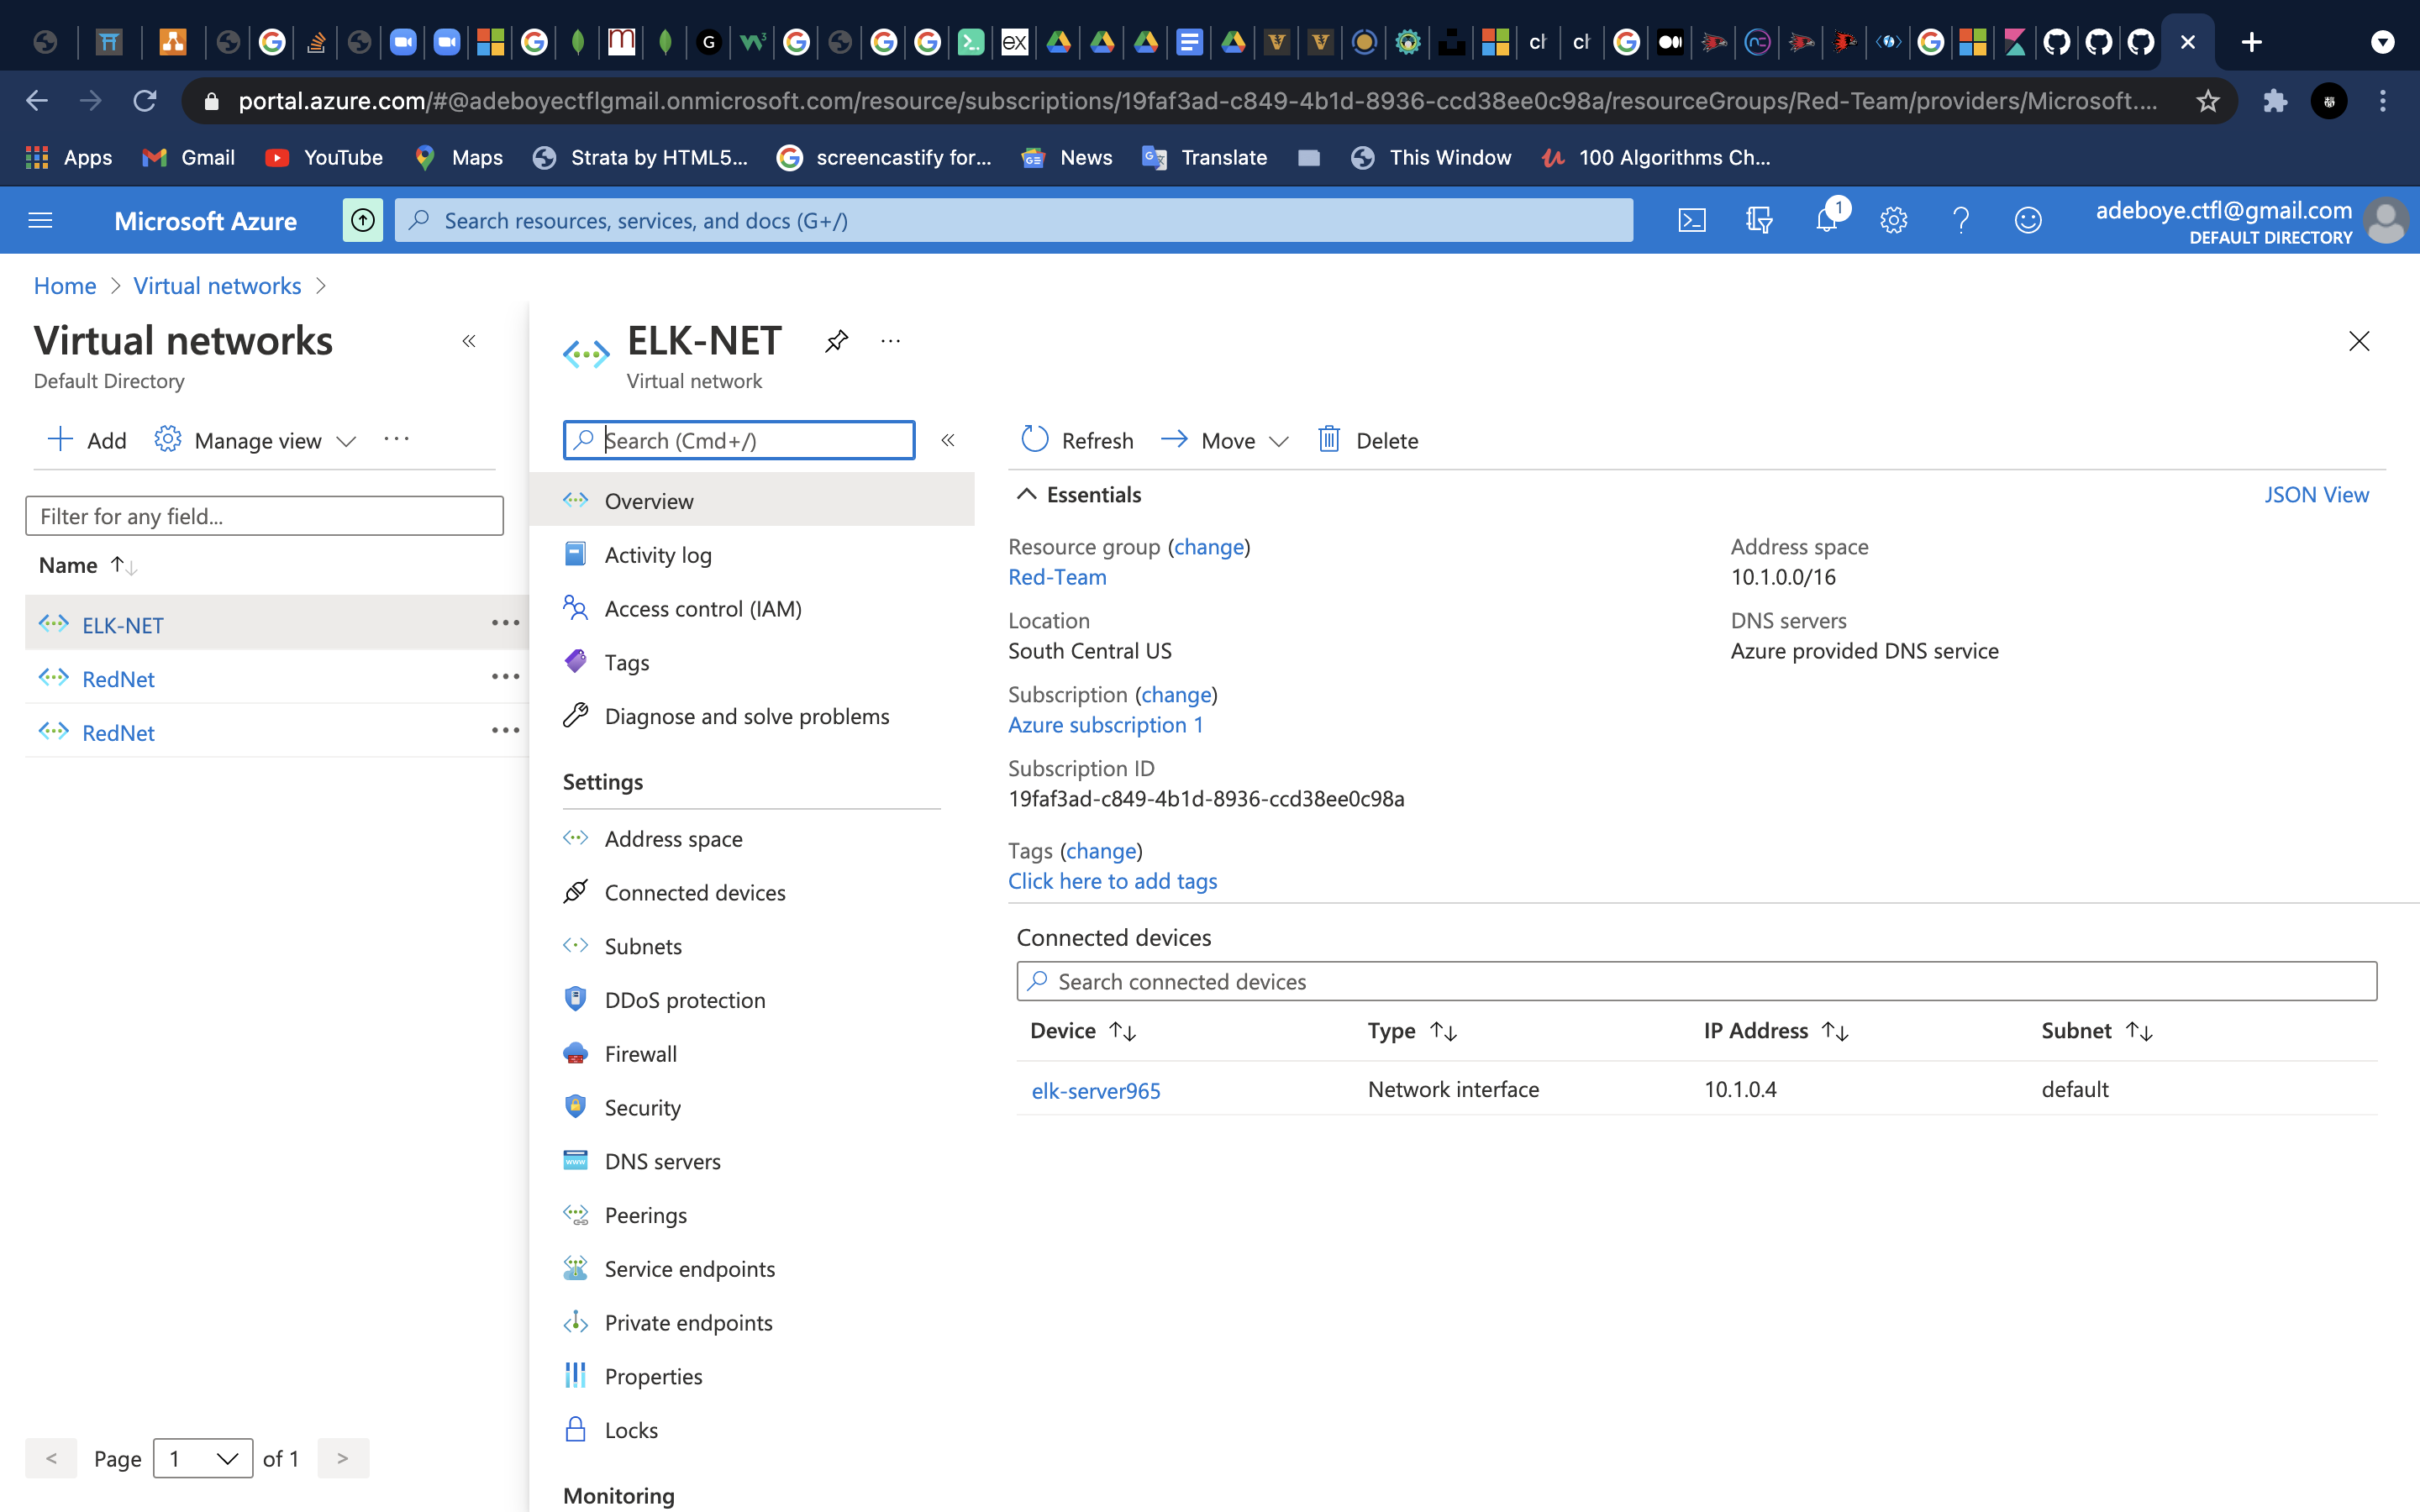 G
W3
ex
cl
cl
portal.azure.com/#@adeboyectflgmail.onmicrosoft.com/resource/subscriptions/19faf3ad-c849-4b1d-8936-ccd38ee0c98a/resourceGroups/Red-Team/providers/Microsoft....
Apps
Gmail
YouTube
Maps
Strata by HTML5...
screencastify for...
News
Translate
This Window
100 Algorithms Ch...
Microsoft Azure
Search resources, services, and docs (G+/)
1
adeboye.ctfl@gmail.com
DEFAULT DIRECTORY
Home > Virtual networks >
Virtual networks
Default Directory
Add
Manage view
Filter for any field...
Name
ELK-NET
RedNet
RedNet
< Page 1 of 1 >
ELK-NET
Virtual network
Search (Cmd+/)
Overview
Activity log
Access control (IAM)
Tags
Diagnose and solve problems
Settings
Address space
Connected devices
Subnets
DDoS protection
Firewall
Security
DNS servers
Peerings
Service endpoints
Private endpoints
Properties
Locks
Monitoring
Refresh
Move
Delete
Essentials
JSON View
Resource group (change)
Red-Team
Location
South Central US
Subscription (change)
Azure subscription 1
Subscription ID
19faf3ad-c849-4b1d-8936-ccd38ee0c98a
Tags (change)
Click here to add tags
Address space
10.1.0.0/16
DNS servers
Azure provided DNS service
Connected devices
Search connected devices
Device Type IP Address Subnet
elk-server965 Network interface 10.1.0.4 default